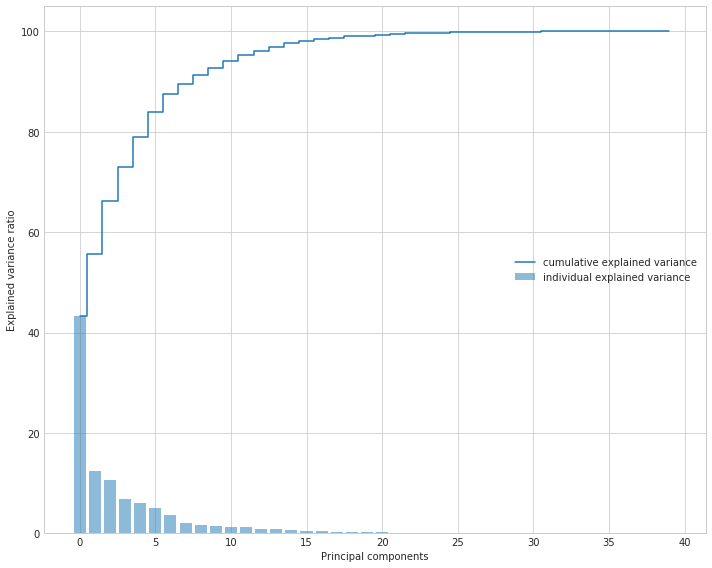 100
80
60
40
20
0
Explained variance ratio
cumulative explained variance
individual explained variance
0 5 10 15 20 25 30 35 40
Principal components